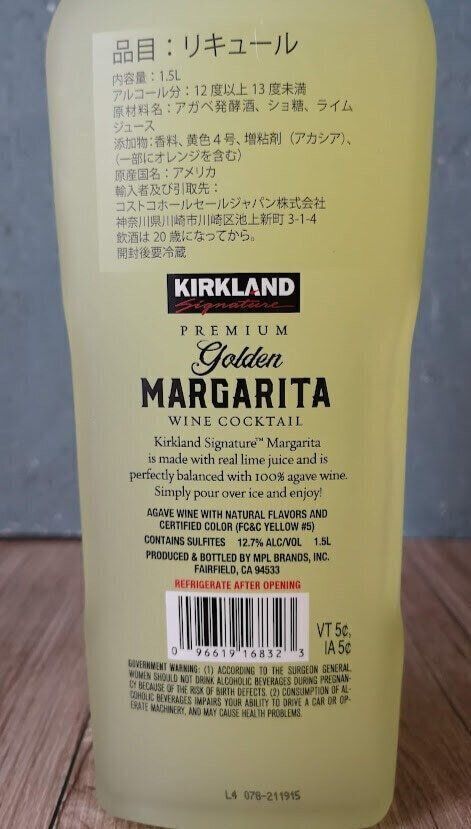 品目：リキュール
内容量：1.5L
アルコール分：12度以上13度未満
原材料名：アガベ発酵酒、ショ糖、ライム
ジュース
添加物:香料、黄色4号、増粘剤（アカシア）、
（一部にオレンジを含む）
原産国名：アメリカ
輸入者及び引取先：
コストコホールセールジャパン株式会社
神奈川県川崎市川崎区池上新町3-1-4
飲酒は20歳になってから。
開封後要冷蔵
KIRKLAND
Signature
PREMIUM
Golden
MARGARITA
WINE COCKTAIL
Kirkland Signature™ Margarita
is made with real lime juice and is
perfectly balanced with 100% agave wine.
Simply pour over ice and enjoy!
AGAVE WINE WITH NATURAL FLAVORS AND
CERTIFIED COLOR (FC&C YELLOW #5)
CONTAINS SULFITES 12.7% ALC/VOL 1.5L
PRODUCED & BOTTLED BY MPL BRANDS, INC.
FAIRFIELD, CA 94533
REFRIGERATE AFTER OPENING
0 96619 16832 3
VT 5¢,
IA 5¢
GOVERNMENT WARNING: (1) ACCORDING TO THE SURGEON GENERAL,
WOMEN SHOULD NOT DRINK ALCOHOLIC BEVERAGES DURING PREGNAN-
CY BECAUSE OF THE RISK OF BIRTH DEFECTS. (2) CONSUMPTION OF AL-
COHOLIC BEVERAGES IMPAIRS YOUR ABILITY TO DRIVE A CAR OR OP-
ERATE MACHINERY, AND MAY CAUSE HEALTH PROBLEMS.
L4 078-211915